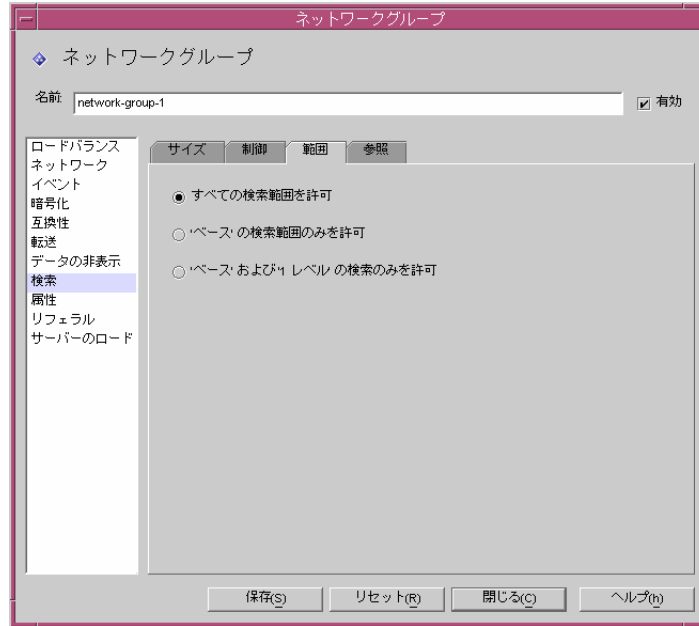 ネットワークグループ
ネットワークグループ
名前: network-group-1
有効
ロードバランス
ネットワーク
イベント
暗号化
互換性
転送
データの非表示
検索
属性
リフェラル
サーバーのロード
サイズ 制御 範囲 参照
すべての検索範囲を許可
'ベース' の検索範囲のみを許可
'ベース' および '1 レベル' の検索のみを許可
保存(S) リセット(R) 閉じる(C) ヘルプ(h)